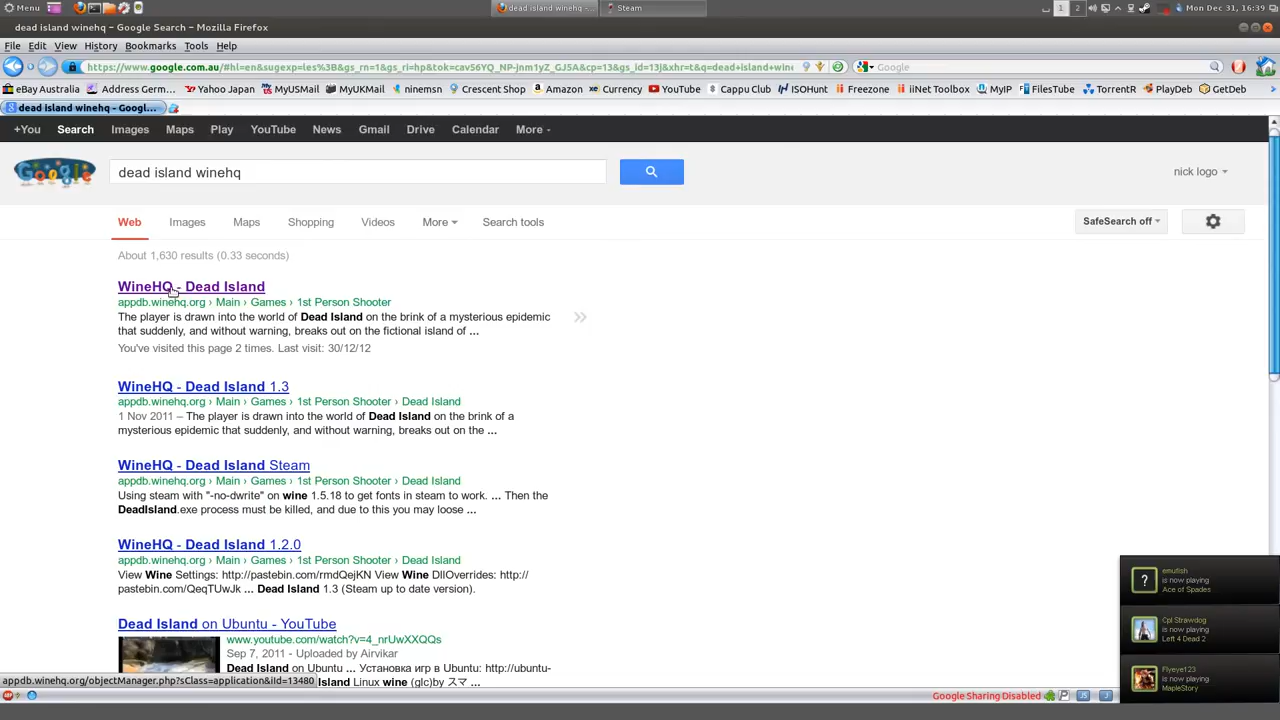 Menu
dead island winehq -...
Steam
1
2
Mon Dec 31, 16:39
dead island winehq - Google Search - Mozilla Firefox
File Edit View History Bookmarks Tools Help
https://www.google.com.au/#hl=en&sugexp=les%3B&gs_rn=1&gs_ri=hp&tok=cav56YQ_NP-Jnm1yZ_GJ5A&cp=13&gs_id=13j&xhr=t&q=dead+island+wine
Google
eBay Australia Address Germ... Yahoo Japan MyUSMail MyUKMail ninemsn Crescent Shop Amazon Currency YouTube Cappu Club ISOHunt Freezone iiNet Toolbox MyIP FilesTube TorrentR PlayDeb GetDeb
dead island winehq - Googl...
+You Search Images Maps Play YouTube News Gmail Drive Calendar More
Google
dead island winehq
nick logo
Web Images Maps Shopping Videos More Search tools
SafeSearch off
About 1,630 results (0.33 seconds)
WineHQ - Dead Island
appdb.winehq.org › Main › Games › 1st Person Shooter
The player is drawn into the world of Dead Island on the brink of a mysterious epidemic
that suddenly, and without warning, breaks out on the fictional island of ...
You've visited this page 2 times. Last visit: 30/12/12
WineHQ - Dead Island 1.3
appdb.winehq.org › Main › Games › 1st Person Shooter › Dead Island
1 Nov 2011 – The player is drawn into the world of Dead Island on the brink of a
mysterious epidemic that suddenly, and without warning, breaks out on the ...
WineHQ - Dead Island Steam
appdb.winehq.org › Main › Games › 1st Person Shooter › Dead Island
Using steam with "-no-dwrite" on wine 1.5.18 to get fonts in steam to work. ... Then the
DeadIsland.exe process must be killed, and due to this you may loose ...
WineHQ - Dead Island 1.2.0
appdb.winehq.org › Main › Games › 1st Person Shooter › Dead Island
View Wine Settings: http://pastebin.com/rmdQejKN View Wine DllOverrides: http://
pastebin.com/QeqTUwJk ... Dead Island 1.3 (Steam up to date version).
Dead Island on Ubuntu - YouTube
www.youtube.com/watch?v=4_nrUwXXQQs
Sep 7, 2011 - Uploaded by Airvikar
Dead Island on Ubuntu ... Установка игр в Ubuntu: http://ubuntu-
Island Linux wine (glc)by スマ ...
appdb.winehq.org/objectManager.php?sClass=application&iId=13480
emufish
is now playing
Ace of Spades
Cpl Strawdog
is now playing
Left 4 Dead 2
Flyeye123
is now playing
MapleStory
Google Sharing Disabled